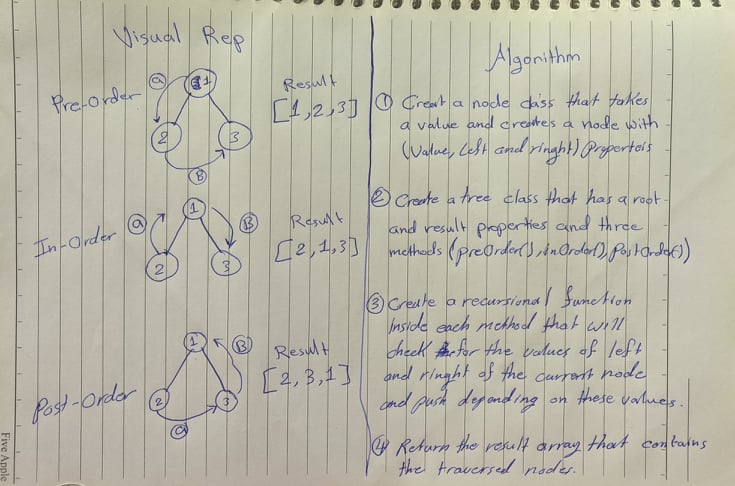 Visual Rep
Pre-Order
a
1
2
3
B
Result
[1,2,3]
In-Order
a
1
B
2
3
Result
[2,1,3]
Post-Order
1
B
2
3
a
Result
[2,3,1]
Algorithm
① Creat a node class that takes
a value and creates a node with
(Value, Left and ringht) Properteis
② Create a tree class that has a root
and result properties and three
methods (preOrder(), inOrder(), PostOrder())
③ Create a recursional function
inside each method that will
check for the values of left
and ringht of the current node
and push depending on these values.
④ Return the result array that contains
the traversed nodes.
Five Apple